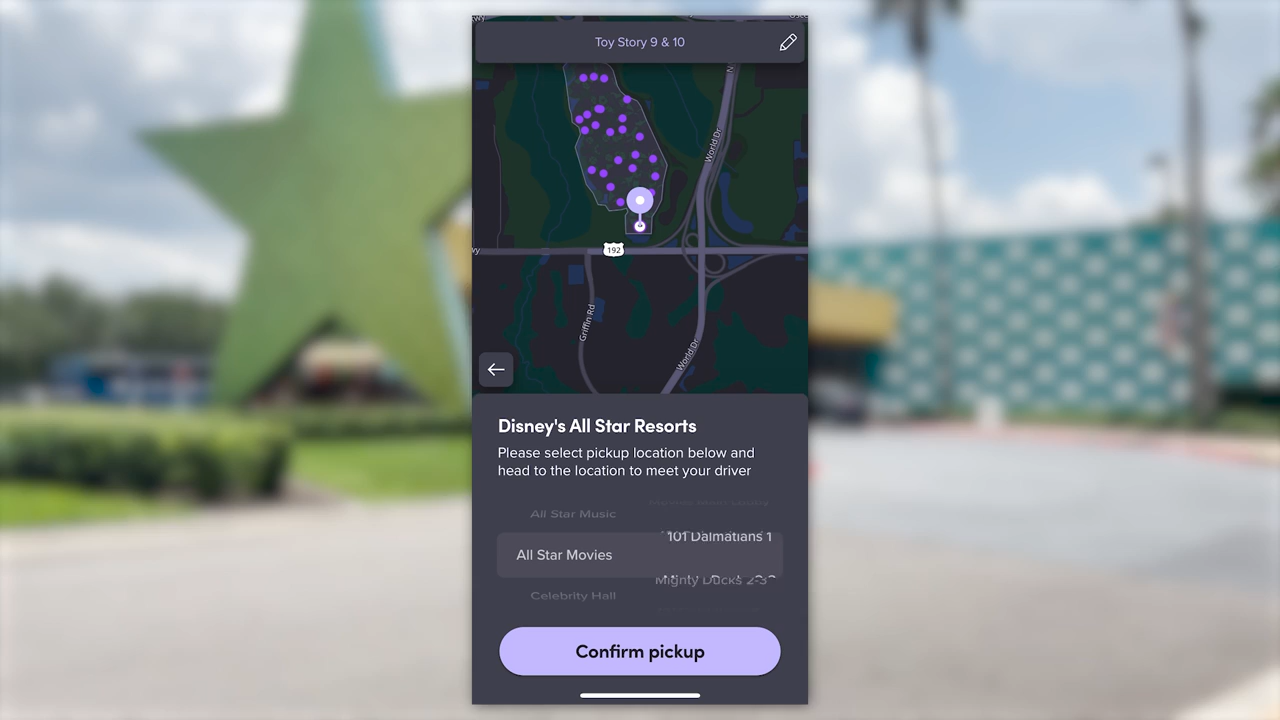 Toy Story 9 & 10
N
World Dr
192
Griffin Rd
World Dr
Disney's All Star Resorts
Please select pickup location below and
head to the location to meet your driver
All Star Music
101 Dalmatians 1
All Star Movies
Mighty Ducks
Celebrity Hall
Confirm pickup